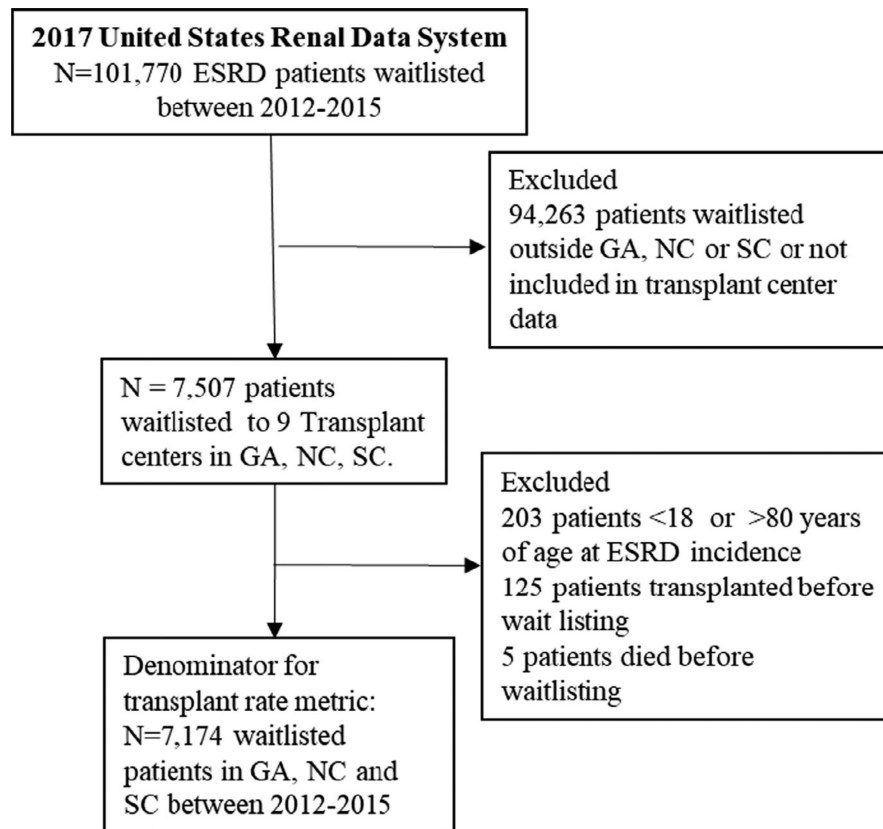 2017 United States Renal Data System
N=101,770 ESRD patients waitlisted
between 2012-2015
Excluded
94,263 patients waitlisted
outside GA, NC or SC or not
included in transplant center
data
N = 7,507 patients
waitlisted to 9 Transplant
centers in GA, NC, SC.
Excluded
203 patients <18 or >80 years
of age at ESRD incidence
125 patients transplanted before
wait listing
5 patients died before
waitlisting
Denominator for
transplant rate metric:
N=7,174 waitlisted
patients in GA, NC and
SC between 2012-2015